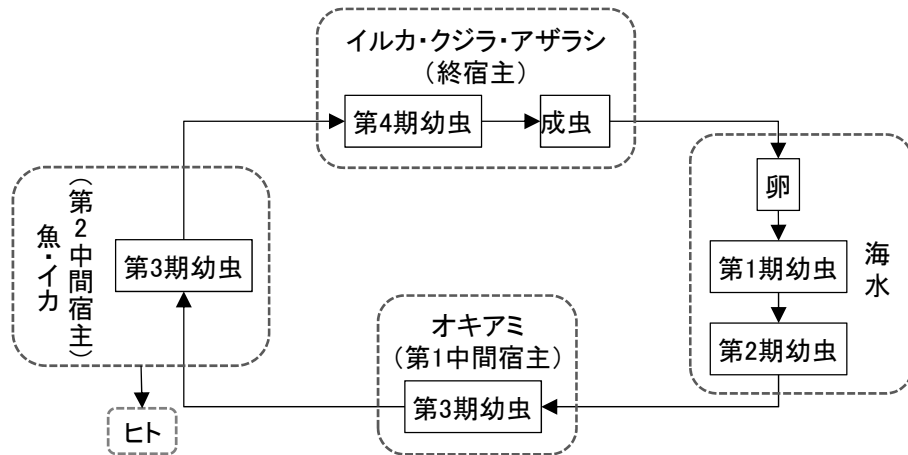 イルカ・クジラ・アザラシ
(終宿主)
第4期幼虫
成虫
卵
第1期幼虫
第2期幼虫
海水
オキアミ
(第1中間宿主)
第3期幼虫
魚・イカ
(第2中間宿主)
第3期幼虫
ヒト